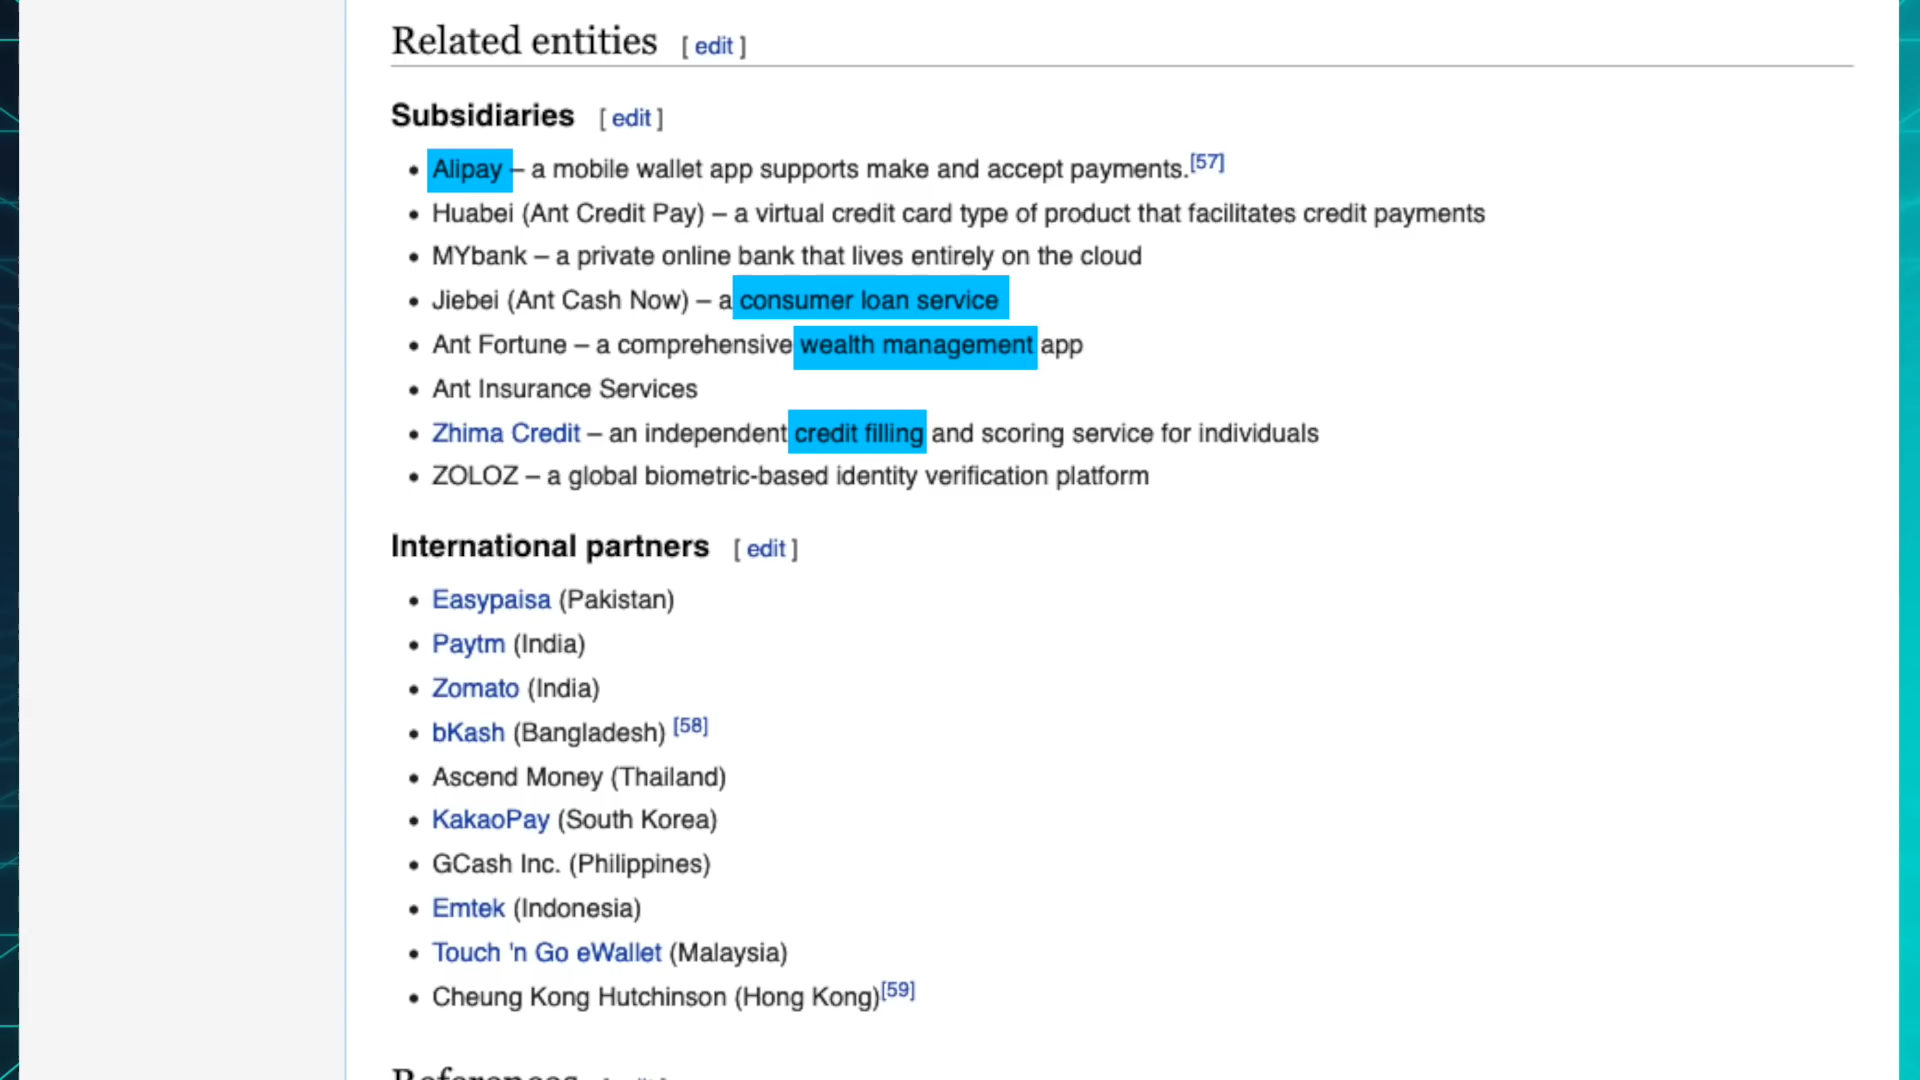 Related entities [ edit ]
Subsidiaries [ edit ]
• Alipay – a mobile wallet app supports make and accept payments.[57]
• Huabei (Ant Credit Pay) – a virtual credit card type of product that facilitates credit payments
• MYbank – a private online bank that lives entirely on the cloud
• Jiebei (Ant Cash Now) – a consumer loan service
• Ant Fortune – a comprehensive wealth management app
• Ant Insurance Services
• Zhima Credit – an independent credit filling and scoring service for individuals
• ZOLOZ – a global biometric-based identity verification platform
International partners [ edit ]
• Easypaisa (Pakistan)
• Paytm (India)
• Zomato (India)
• bKash (Bangladesh) [58]
• Ascend Money (Thailand)
• KakaoPay (South Korea)
• GCash Inc. (Philippines)
• Emtek (Indonesia)
• Touch 'n Go eWallet (Malaysia)
• Cheung Kong Hutchinson (Hong Kong)[59]
References